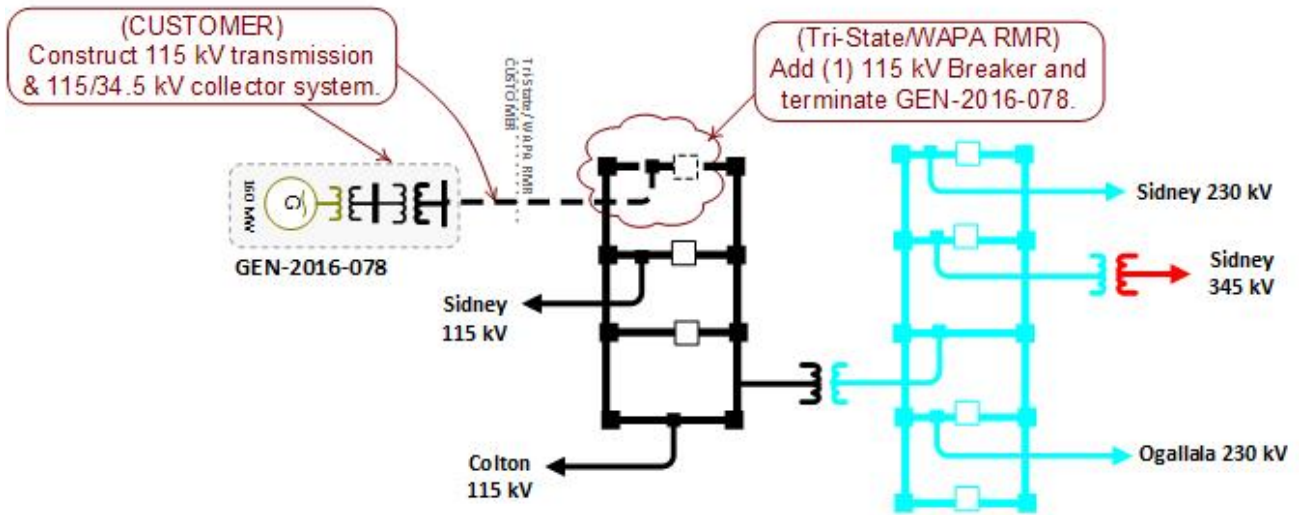 (CUSTOMER)
Construct 115 kV transmission
& 115/34.5 kV collector system.
Tri-State/WAPA RMR
CUSTOMER
(Tri-State/WAPA RMR)
Add (1) 115 kV Breaker and
terminate GEN-2016-078.
160 MW
G
GEN-2016-078
Sidney
115 kV
Colton
115 kV
Sidney 230 kV
Sidney
345 kV
Ogallala 230 kV